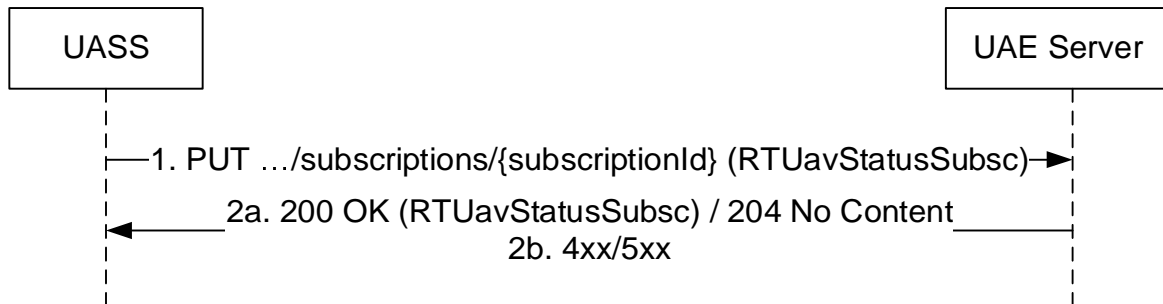 UASS
UAE Server
1. PUT …/subscriptions/{subscriptionId} (RTUavStatusSubsc)
2a. 200 OK (RTUavStatusSubsc) / 204 No Content
2b. 4xx/5xx